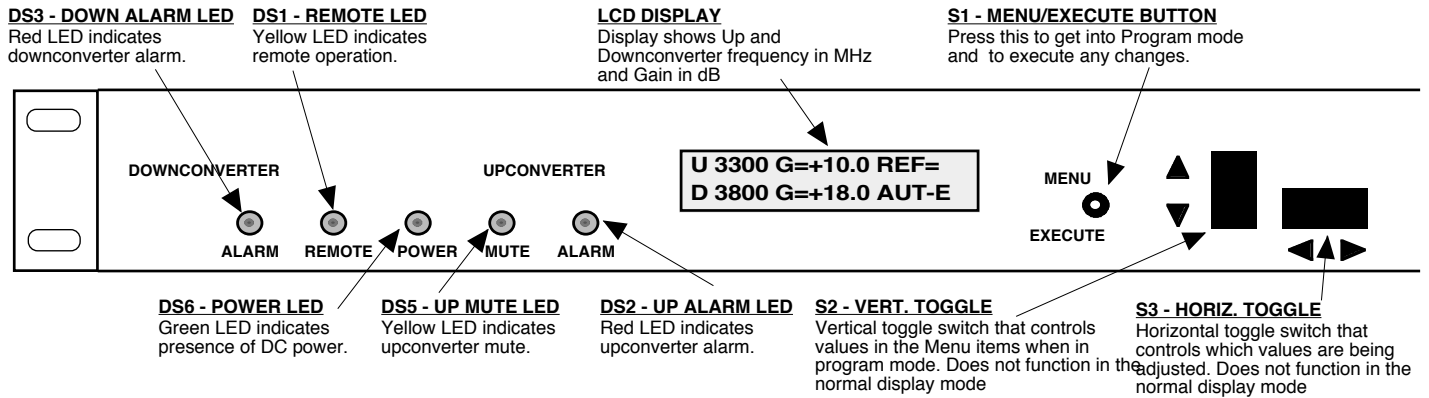 DS3 - DOWN ALARM LED
Red LED indicates
downconverter alarm.
DS1 - REMOTE LED
Yellow LED indicates
remote operation.
LCD DISPLAY
Display shows Up and
Downconverter frequency in MHz
and Gain in dB
S1 - MENU/EXECUTE BUTTON
Press this to get into Program mode
and to execute any changes.
DOWNCONVERTER
UPCONVERTER
U 3300 G=+10.0 REF=
D 3800 G=+18.0 AUT-E
MENU
EXECUTE
ALARM
REMOTE
POWER
MUTE
ALARM
DS6 - POWER LED
Green LED indicates
presence of DC power.
DS5 - UP MUTE LED
Yellow LED indicates
upconverter mute.
DS2 - UP ALARM LED
Red LED indicates
upconverter alarm.
S2 - VERT. TOGGLE
Vertical toggle switch that controls
values in the Menu items when in
program mode. Does not function in the
normal display mode
S3 - HORIZ. TOGGLE
Horizontal toggle switch that
controls which values are being
adjusted. Does not function in the
normal display mode